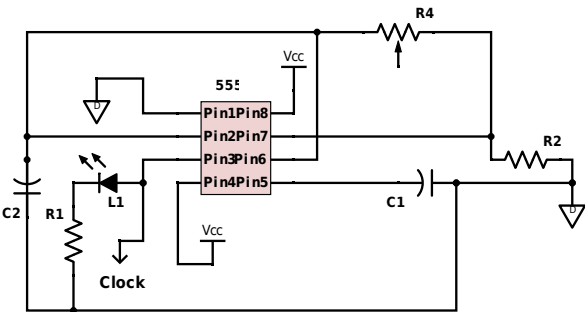 R4
Vcc
555
Pin1Pin8
Pin2Pin7
Pin3Pin6
Pin4Pin5
R2
D
L1
C2
R1
C1
Vcc
D
Clock